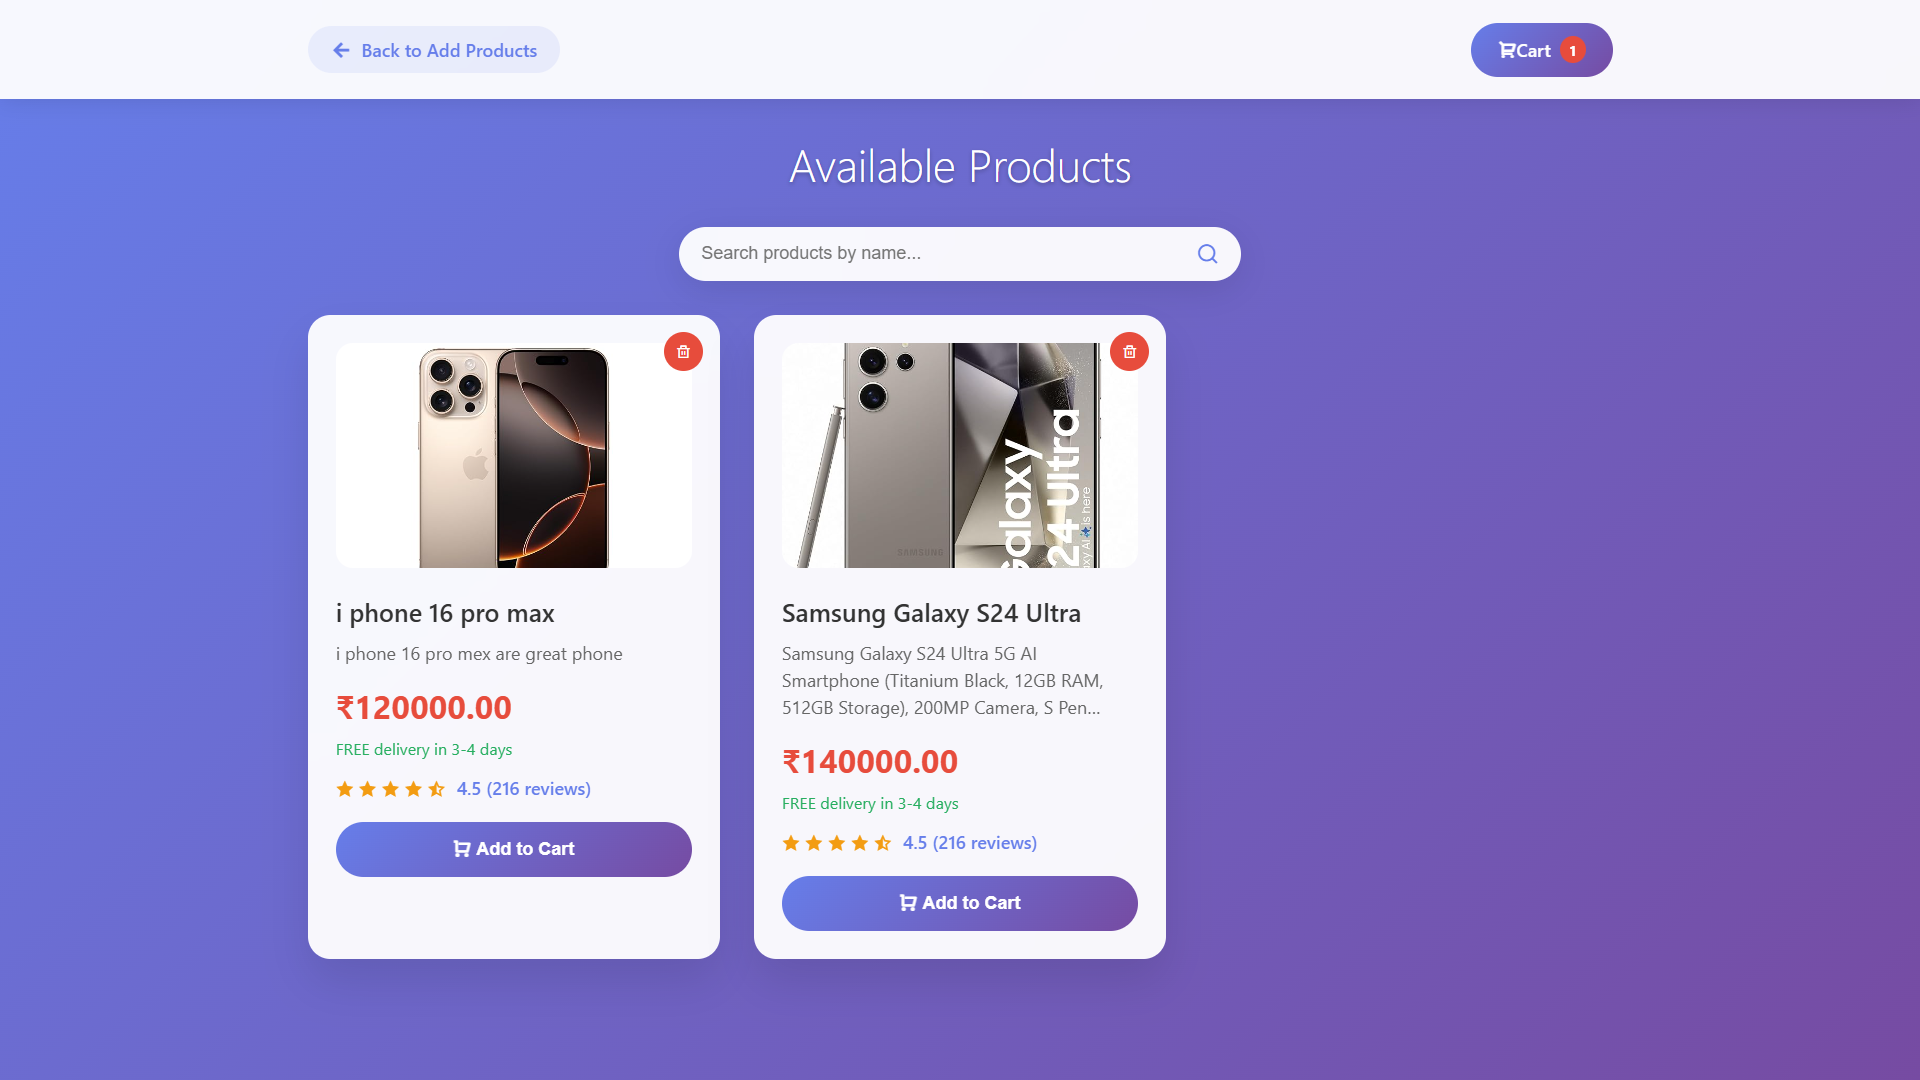 Back to Add Products
Cart 1
Available Products
Search products by name...
alaxy
24 Ultra
axy AI is here
SAMSUNG
i phone 16 pro max
i phone 16 pro mex are great phone
₹120000.00
FREE delivery in 3-4 days
4.5 (216 reviews)
Add to Cart
Samsung Galaxy S24 Ultra
Samsung Galaxy S24 Ultra 5G AI
Smartphone (Titanium Black, 12GB RAM,
512GB Storage), 200MP Camera, S Pen...
₹140000.00
FREE delivery in 3-4 days
4.5 (216 reviews)
Add to Cart